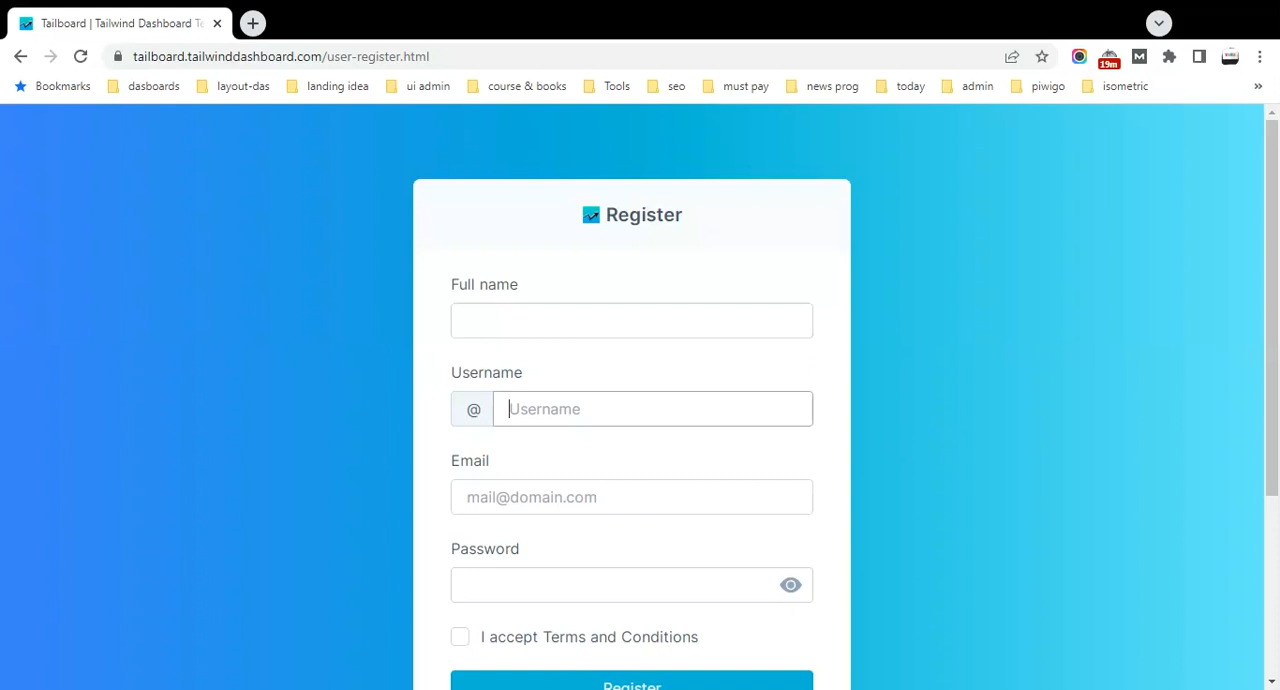 Tailboard | Tailwind Dashboard Te
tailboard.tailwinddashboard.com/user-register.html
19m
M
Bookmarks dasboards layout-das landing idea ui admin course & books Tools seo must pay news prog today admin piwigo isometric »
Register
Full name
Username
@ Username
Email
mail@domain.com
Password
I accept Terms and Conditions
Register